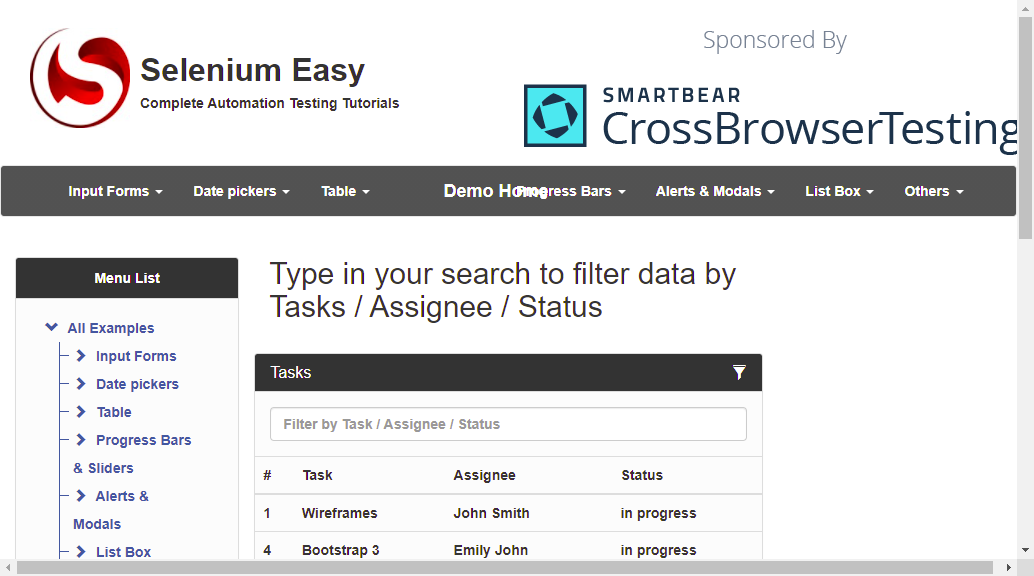 Sponsored By
Selenium Easy
Complete Automation Testing Tutorials
SMARTBEAR
CrossBrowserTesting
Input Forms
Date pickers
Table
Demo Home
Progress Bars
Alerts & Modals
List Box
Others
Menu List
All Examples
Input Forms
Date pickers
Table
Progress Bars
& Sliders
Alerts &
Modals
List Box
Type in your search to filter data by
Tasks / Assignee / Status
Tasks
Filter by Task / Assignee / Status
# Task Assignee Status
1 Wireframes John Smith in progress
4 Bootstrap 3 Emily John in progress